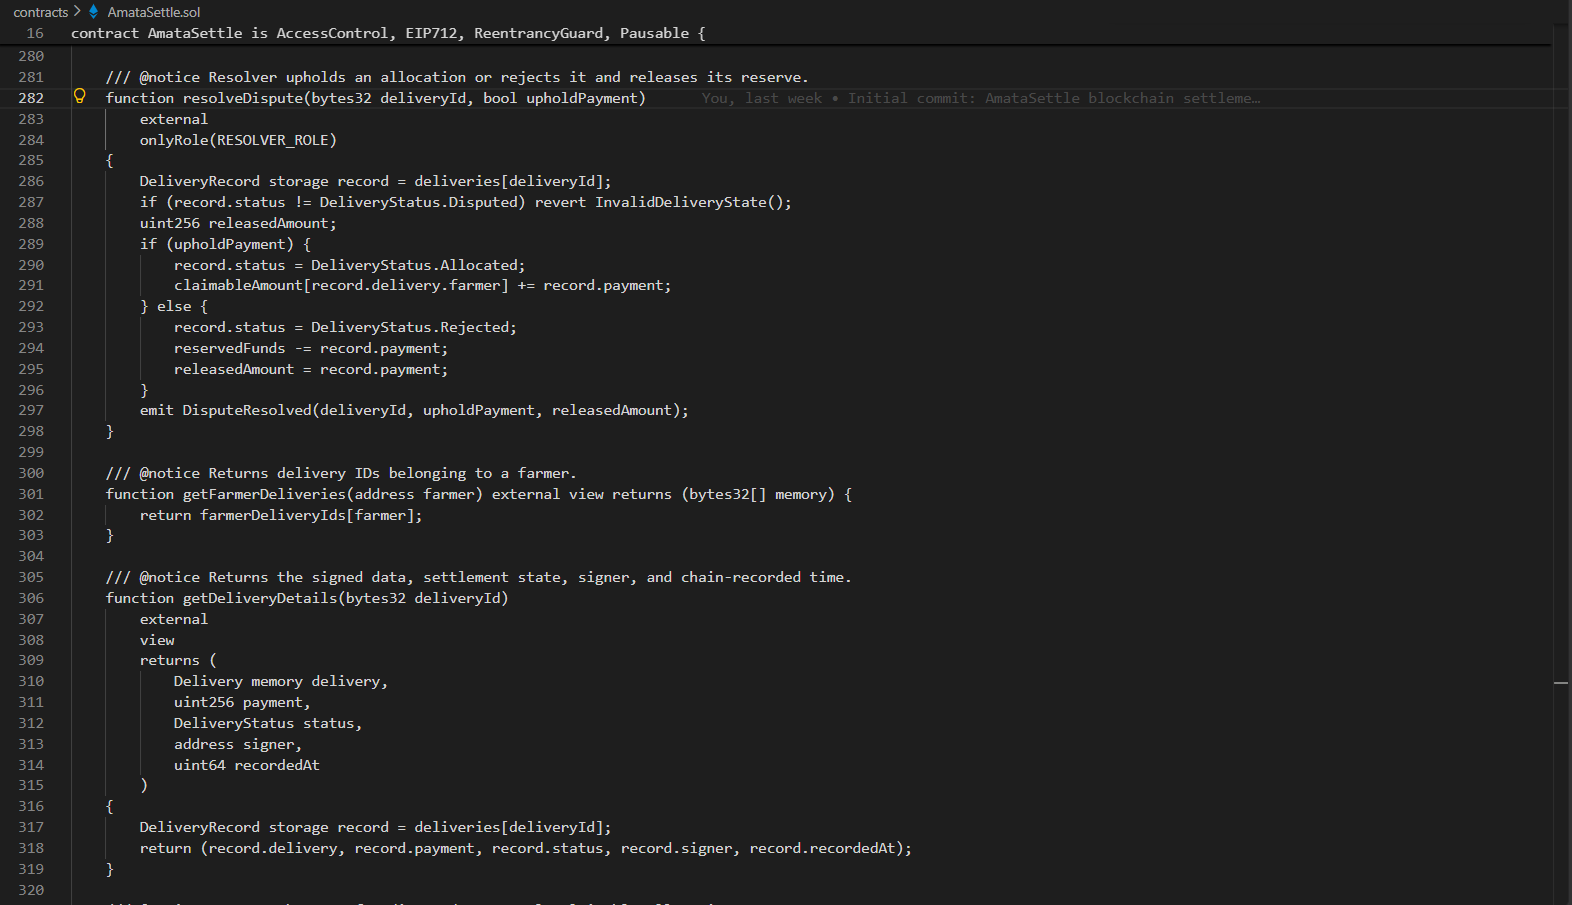 contracts > AmataSettle.sol
16 contract AmataSettle is AccessControl, EIP712, ReentrancyGuard, Pausable {
280
281 /// @notice Resolver upholds an allocation or rejects it and releases its reserve.
282 function resolveDispute(bytes32 deliveryId, bool upholdPayment) You, last week • Initial commit: AmataSettle blockchain settleme…
283 external
284 onlyRole(RESOLVER_ROLE)
285 {
286 DeliveryRecord storage record = deliveries[deliveryId];
287 if (record.status != DeliveryStatus.Disputed) revert InvalidDeliveryState();
288 uint256 releasedAmount;
289 if (upholdPayment) {
290 record.status = DeliveryStatus.Allocated;
291 claimableAmount[record.delivery.farmer] += record.payment;
292 } else {
293 record.status = DeliveryStatus.Rejected;
294 reservedFunds -= record.payment;
295 releasedAmount = record.payment;
296 }
297 emit DisputeResolved(deliveryId, upholdPayment, releasedAmount);
298 }
299
300 /// @notice Returns delivery IDs belonging to a farmer.
301 function getFarmerDeliveries(address farmer) external view returns (bytes32[] memory) {
302 return farmerDeliveryIds[farmer];
303 }
304
305 /// @notice Returns the signed data, settlement state, signer, and chain-recorded time.
306 function getDeliveryDetails(bytes32 deliveryId)
307 external
308 view
309 returns (
310 Delivery memory delivery,
311 uint256 payment,
312 DeliveryStatus status,
313 address signer,
314 uint64 recordedAt
315 )
316 {
317 DeliveryRecord storage record = deliveries[deliveryId];
318 return (record.delivery, record.payment, record.status, record.signer, record.recordedAt);
319 }
320